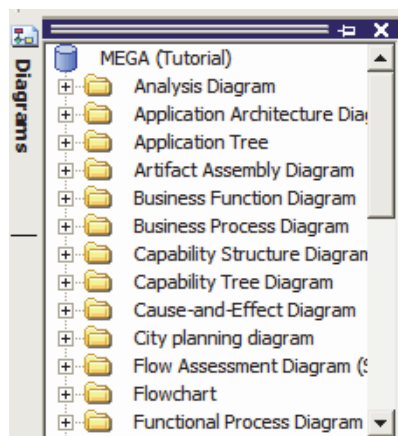 Diagrams
MEGA (Tutorial)
Analysis Diagram
Application Architecture Dia
Application Tree
Artifact Assembly Diagram
Business Function Diagram
Business Process Diagram
Capability Structure Diagram
Capability Tree Diagram
Cause-and-Effect Diagram
City planning diagram
Flow Assessment Diagram (S
Flowchart
Functional Process Diagram